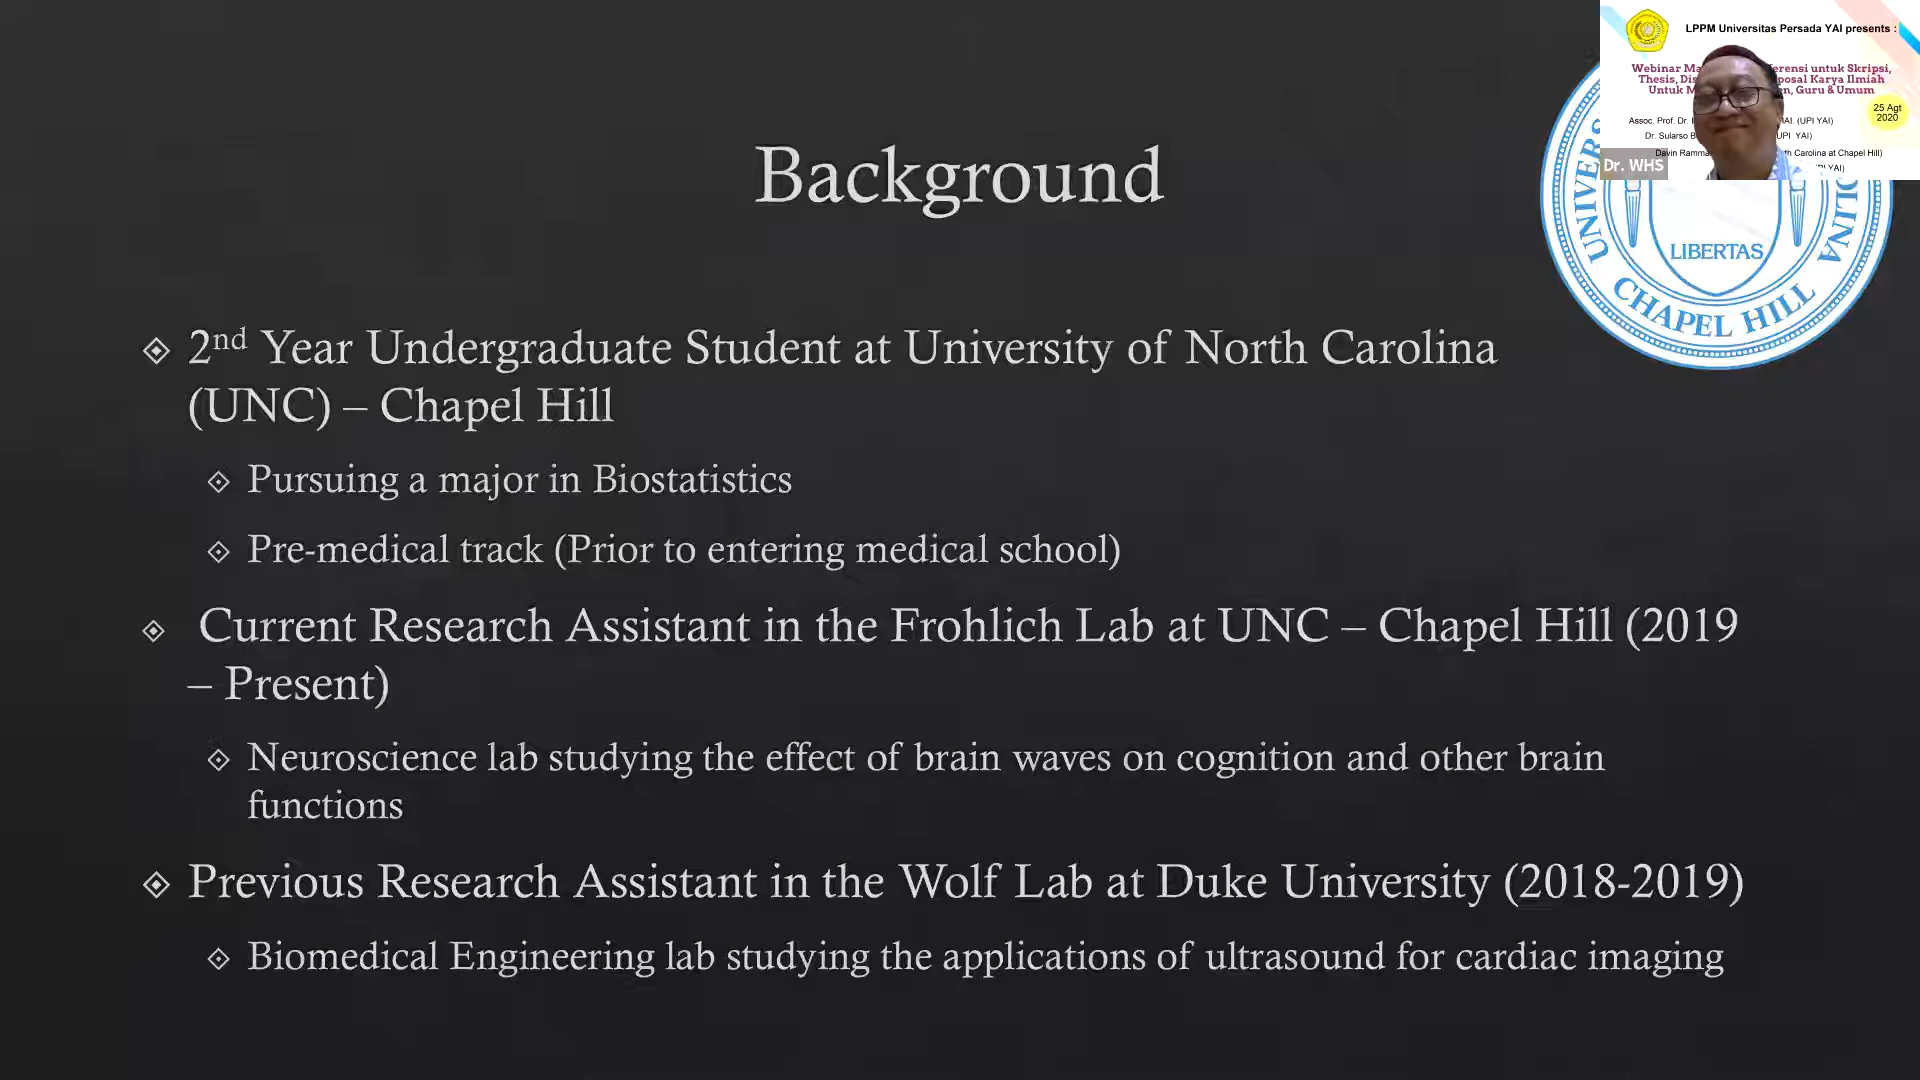 LPPM Universitas Persada YAI presents :
Webinar Ma erensi untuk Skripsi,
Thesis, Dis posal Karya Ilmiah
Untuk M n, Guru & Umum
25 Agt
2020
Assoc. Prof. Dr. (UPI YAI)
Dr. Sularso YAI)
Davin Carolina at Chapel Hill)
YAI)
Dr. WHS
LIBERTAS
CHAPEL HILL
Background
2nd Year Undergraduate Student at University of North Carolina
(UNC) – Chapel Hill
Pursuing a major in Biostatistics
Pre-medical track (Prior to entering medical school)
Current Research Assistant in the Frohlich Lab at UNC – Chapel Hill (2019
– Present)
Neuroscience lab studying the effect of brain waves on cognition and other brain
functions
Previous Research Assistant in the Wolf Lab at Duke University (2018-2019)
Biomedical Engineering lab studying the applications of ultrasound for cardiac imaging